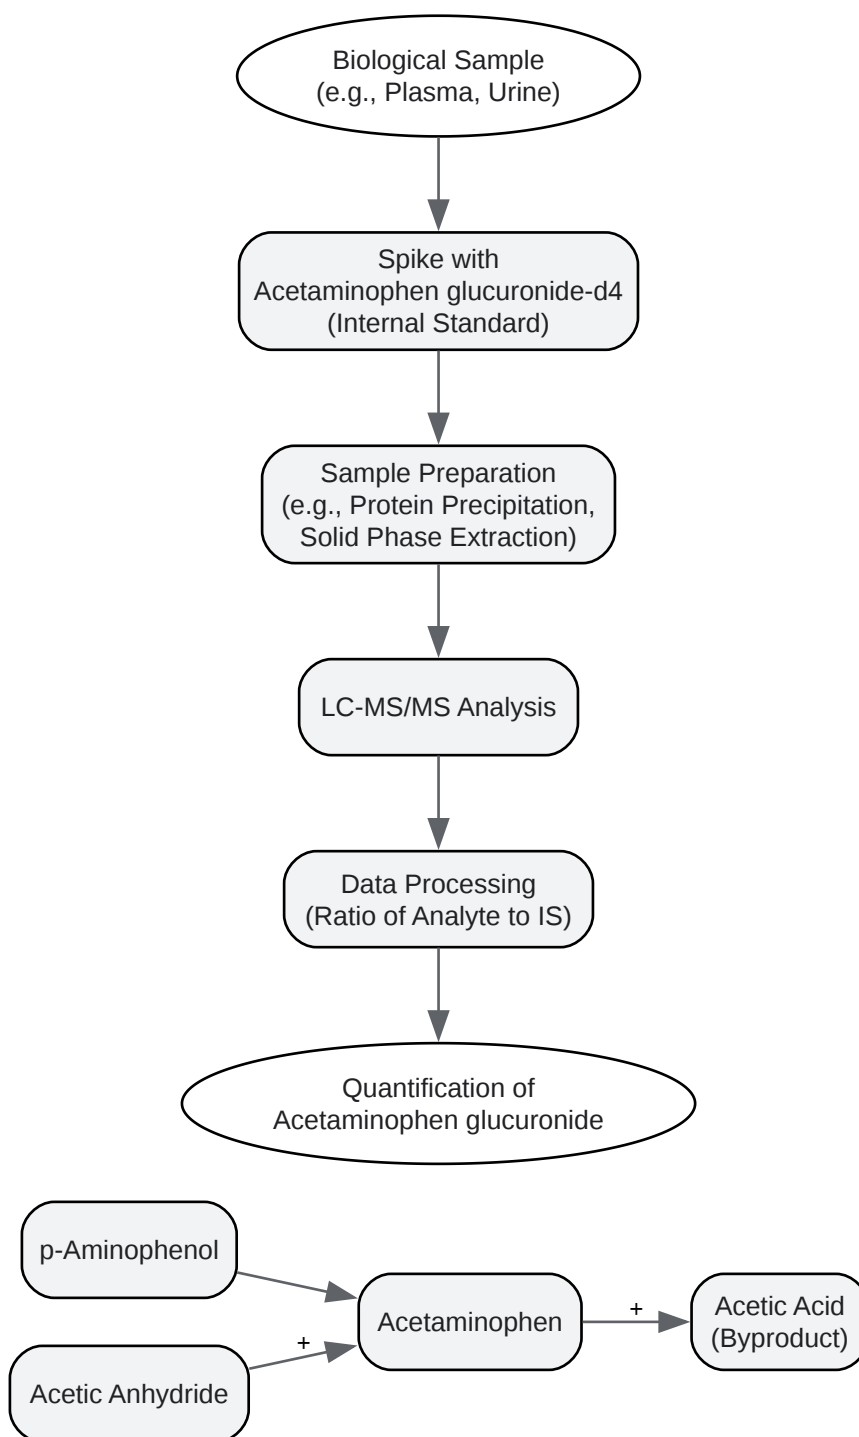 Biological Sample
(e.g., Plasma, Urine)
Spike with
Acetaminophen glucuronide-d4
(Internal Standard)
Sample Preparation
(e.g., Protein Precipitation,
Solid Phase Extraction)
LC-MS/MS Analysis
Data Processing
(Ratio of Analyte to IS)
Quantification of
Acetaminophen glucuronide
p-Aminophenol
Acetic Anhydride
+
Acetaminophen
+
Acetic Acid
(Byproduct)